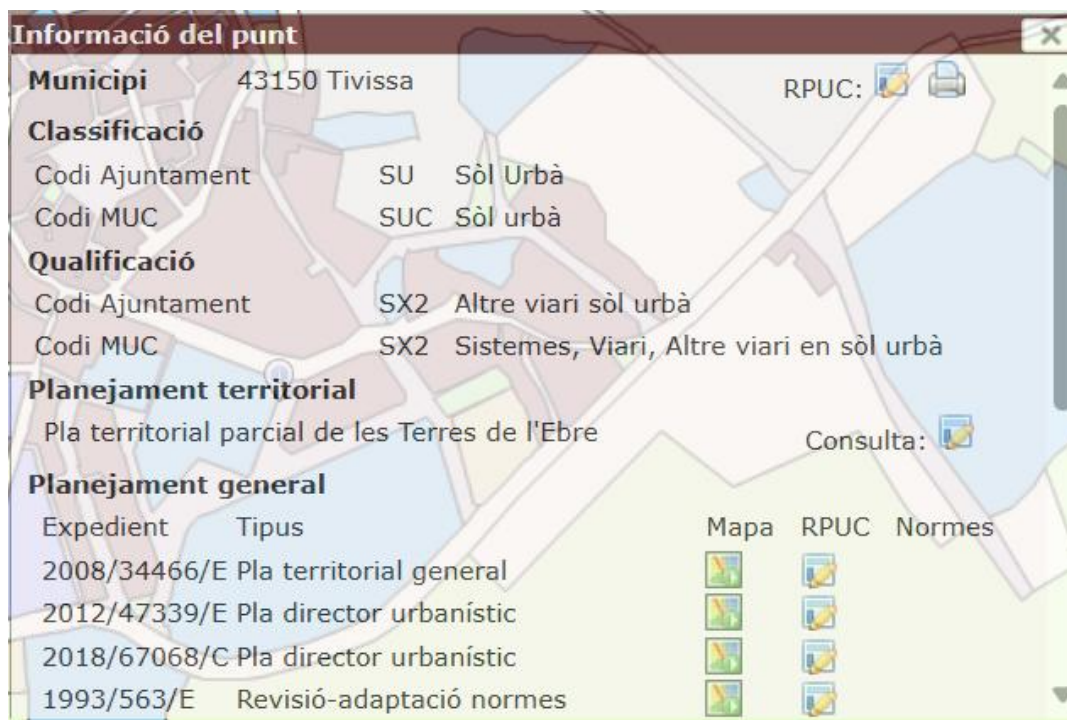 Informació del punt
Municipi 43150 Tivissa RPUC:
Classificació
Codi Ajuntament SU Sòl Urbà
Codi MUC SUC Sòl urbà
Qualificació
Codi Ajuntament SX2 Altre viari sòl urbà
Codi MUC SX2 Sistemes, Viari, Altre viari en sòl urbà
Planejament territorial
Pla territorial parcial de les Terres de l'Ebre Consulta:
Planejament general
Expedient Tipus Mapa RPUC Normes
2008/34466/E Pla territorial general
2012/47339/E Pla director urbanístic
2018/67068/C Pla director urbanístic
1993/563/E Revisió-adaptació normes